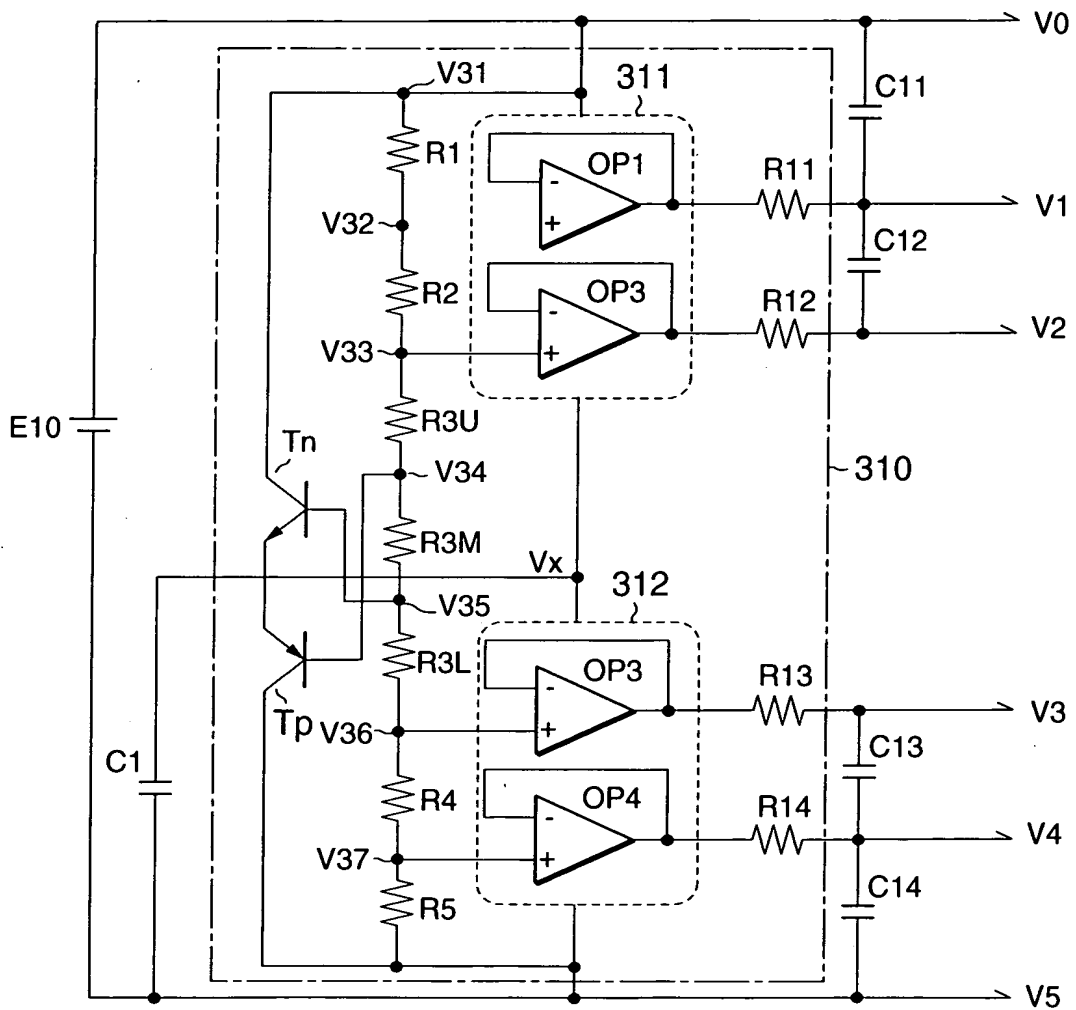 V0
V31
311
C11
R1
OP1
-
+
R11
V1
V32
C12
R2
OP3
-
+
R12
V2
V33
E10
R3U
Tn
V34
310
R3M
Vx
V35
312
R3L
OP3
-
+
R13
V3
Tp
V36
C13
C1
R4
OP4
-
+
R14
V4
V37
C14
R5
V5